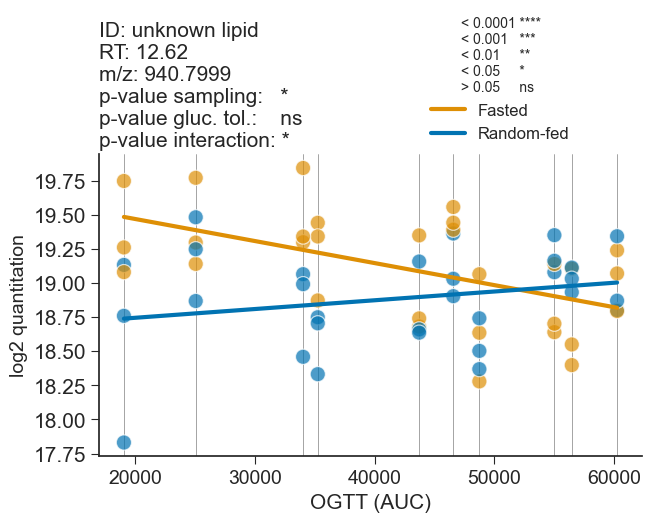 ID: unknown lipid
RT: 12.62
m/z: 940.7999
p-value sampling: *
p-value gluc. tol.: ns
p-value interaction: *
< 0.0001 ****
< 0.001 ***
< 0.01 **
< 0.05 *
> 0.05 ns
Fasted
Random-fed
log2 quantitation
19.75
19.50
19.25
19.00
18.75
18.50
18.25
18.00
17.75
20000 30000 40000 50000 60000
OGTT (AUC)